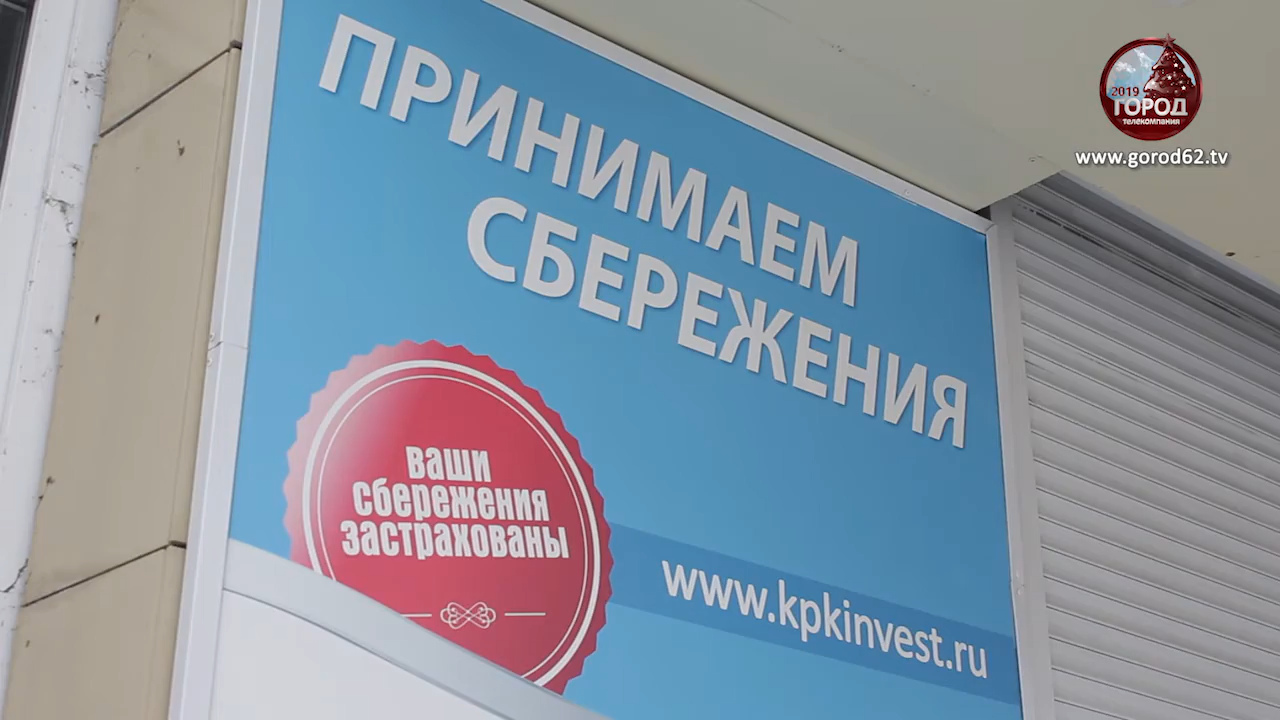 ПРИНИМАЕМ
СБЕРЕЖЕНИЯ
ваши
сбережения
застрахованы
www.kpkinvest.ru
2019
ГОРОД
телекомпания
www.gorod62.tv